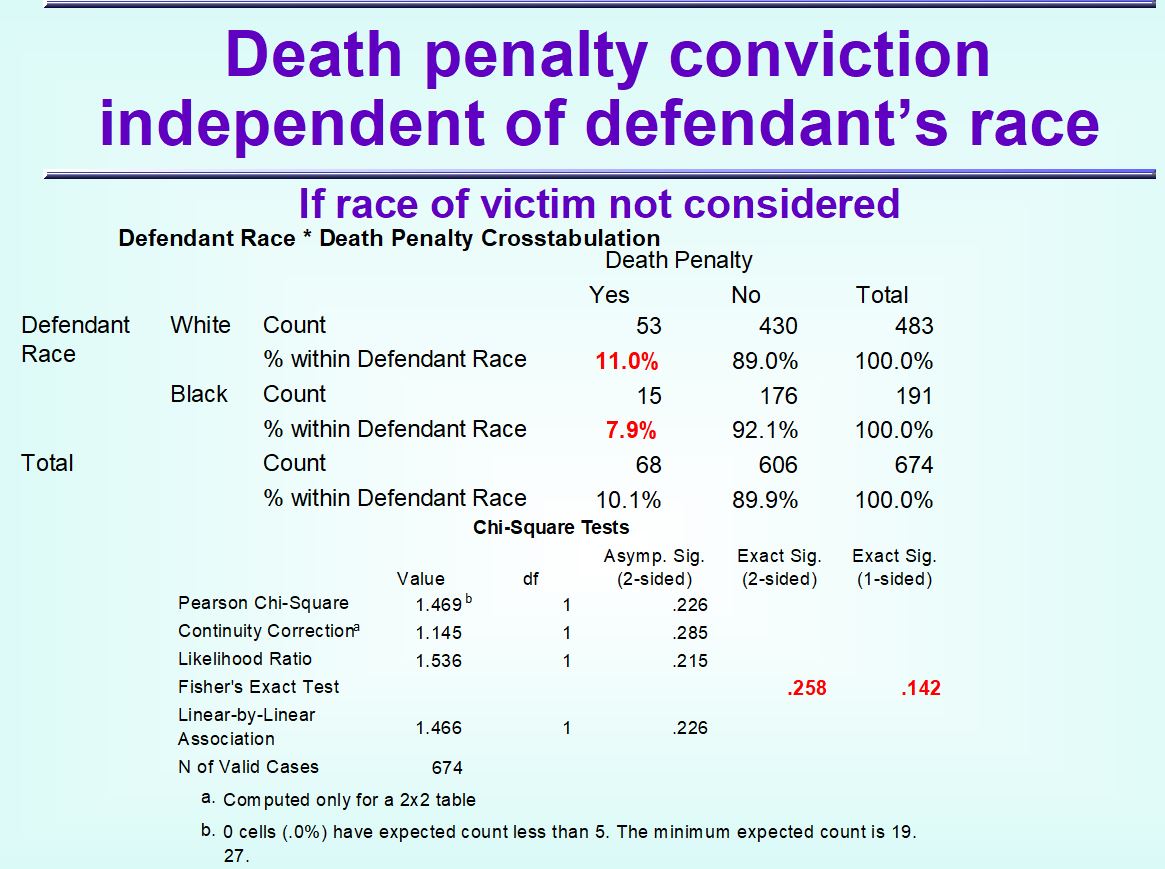 Death penalty conviction
independent of defendant’s race
If race of victim not considered
Defendant Race * Death Penalty Crosstabulation
Death Penalty
Yes No Total
Defendant White Count 53 430 483
Race % within Defendant Race 11.0% 89.0% 100.0%
Black Count 15 176 191
% within Defendant Race 7.9% 92.1% 100.0%
Total Count 68 606 674
% within Defendant Race 10.1% 89.9% 100.0%
Chi-Square Tests
Asymp. Sig. Exact Sig. Exact Sig.
Value df (2-sided) (2-sided) (1-sided)
Pearson Chi-Square 1.469 b 1 .226
Continuity Correction a 1.145 1 .285
Likelihood Ratio 1.536 1 .215
Fisher's Exact Test .258 .142
Linear-by-Linear
Association 1.466 1 .226
N of Valid Cases 674
a. Computed only for a 2x2 table
b. 0 cells (.0%) have expected count less than 5. The minimum expected count is 19.
27.